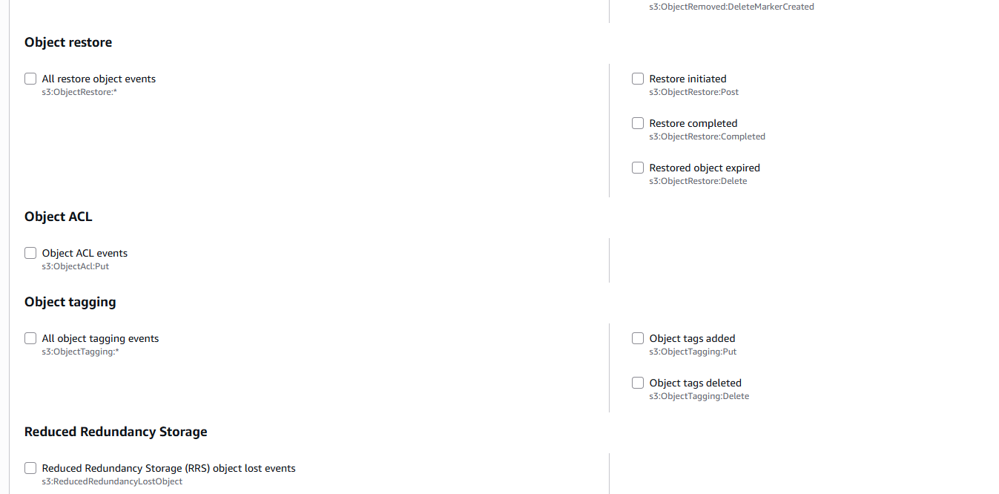 s3:ObjectRemoved:DeleteMarkerCreated
Object restore
All restore object events
s3:ObjectRestore:*
Restore initiated
s3:ObjectRestore:Post
Restore completed
s3:ObjectRestore:Completed
Restored object expired
s3:ObjectRestore:Delete
Object ACL
Object ACL events
s3:ObjectAcl:Put
Object tagging
All object tagging events
s3:ObjectTagging:*
Object tags added
s3:ObjectTagging:Put
Object tags deleted
s3:ObjectTagging:Delete
Reduced Redundancy Storage
Reduced Redundancy Storage (RRS) object lost events
s3:ReducedRedundancyLostObject